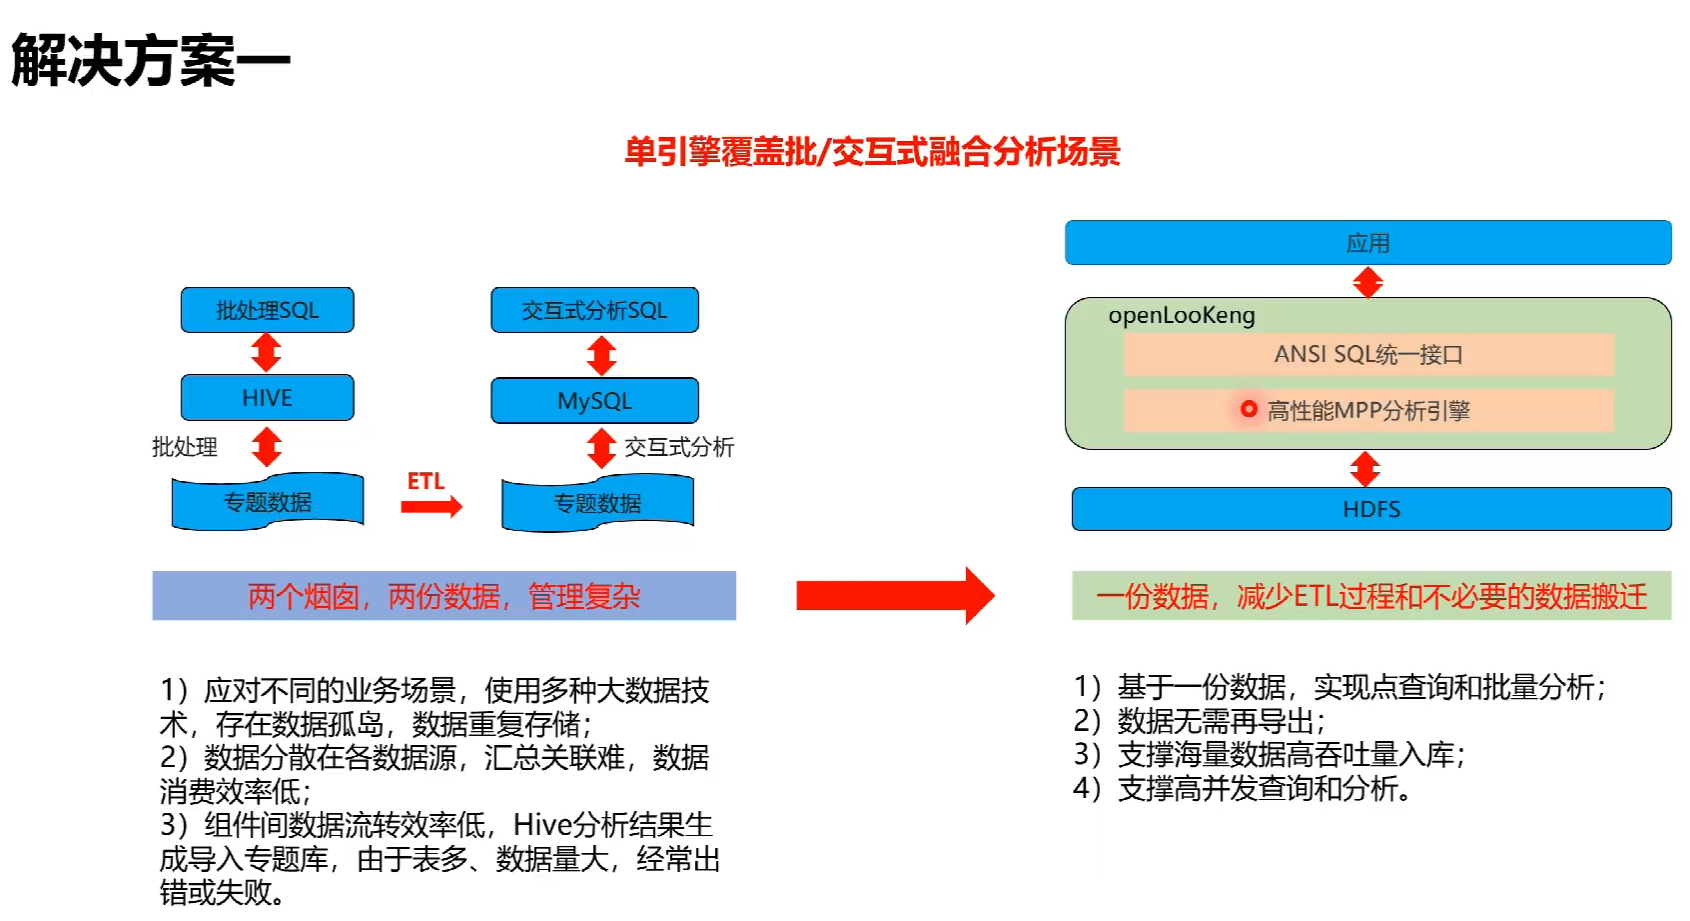 解决方案一
单引擎覆盖批/交互式融合分析场景
批处理SQL
HIVE
批处理
专题数据
ETL
交互式分析SQL
MySQL
交互式分析
专题数据
两个烟囱，两份数据，管理复杂
1）应对不同的业务场景，使用多种大数据技
术，存在数据孤岛，数据重复存储；
2）数据分散在各数据源，汇总关联难，数据
消费效率低；
3）组件间数据流转效率低，Hive分析结果生
成导入专题库，由于表多、数据量大，经常出
错或失败。
应用
openLooKeng
ANSI SQL统一接口
高性能MPP分析引擎
HDFS
一份数据，减少ETL过程和不必要的数据搬迁
1）基于一份数据，实现点查询和批量分析；
2）数据无需再导出；
3）支撑海量数据高吞吐量入库；
4）支撑高并发查询和分析。